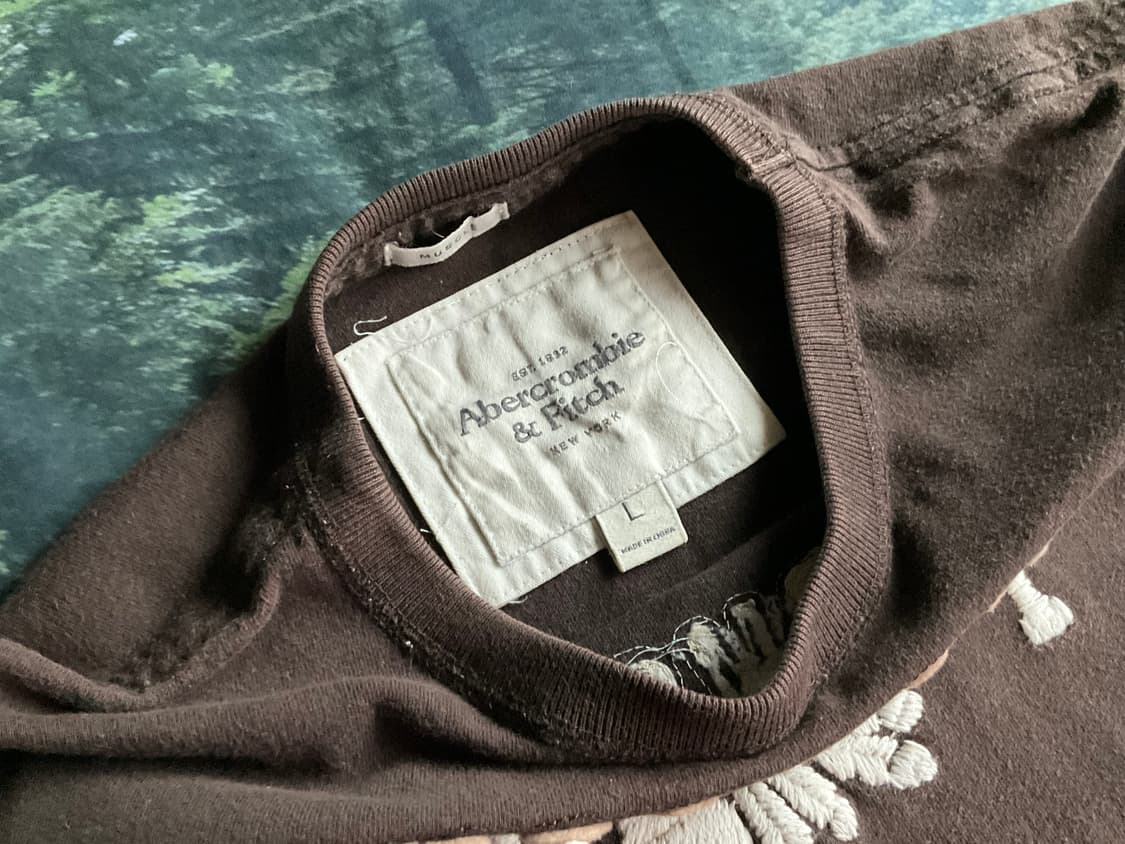 MUSCLE
EST. 1892
Abercrombie
& Fitch
NEW YORK
L
MADE IN CHINA